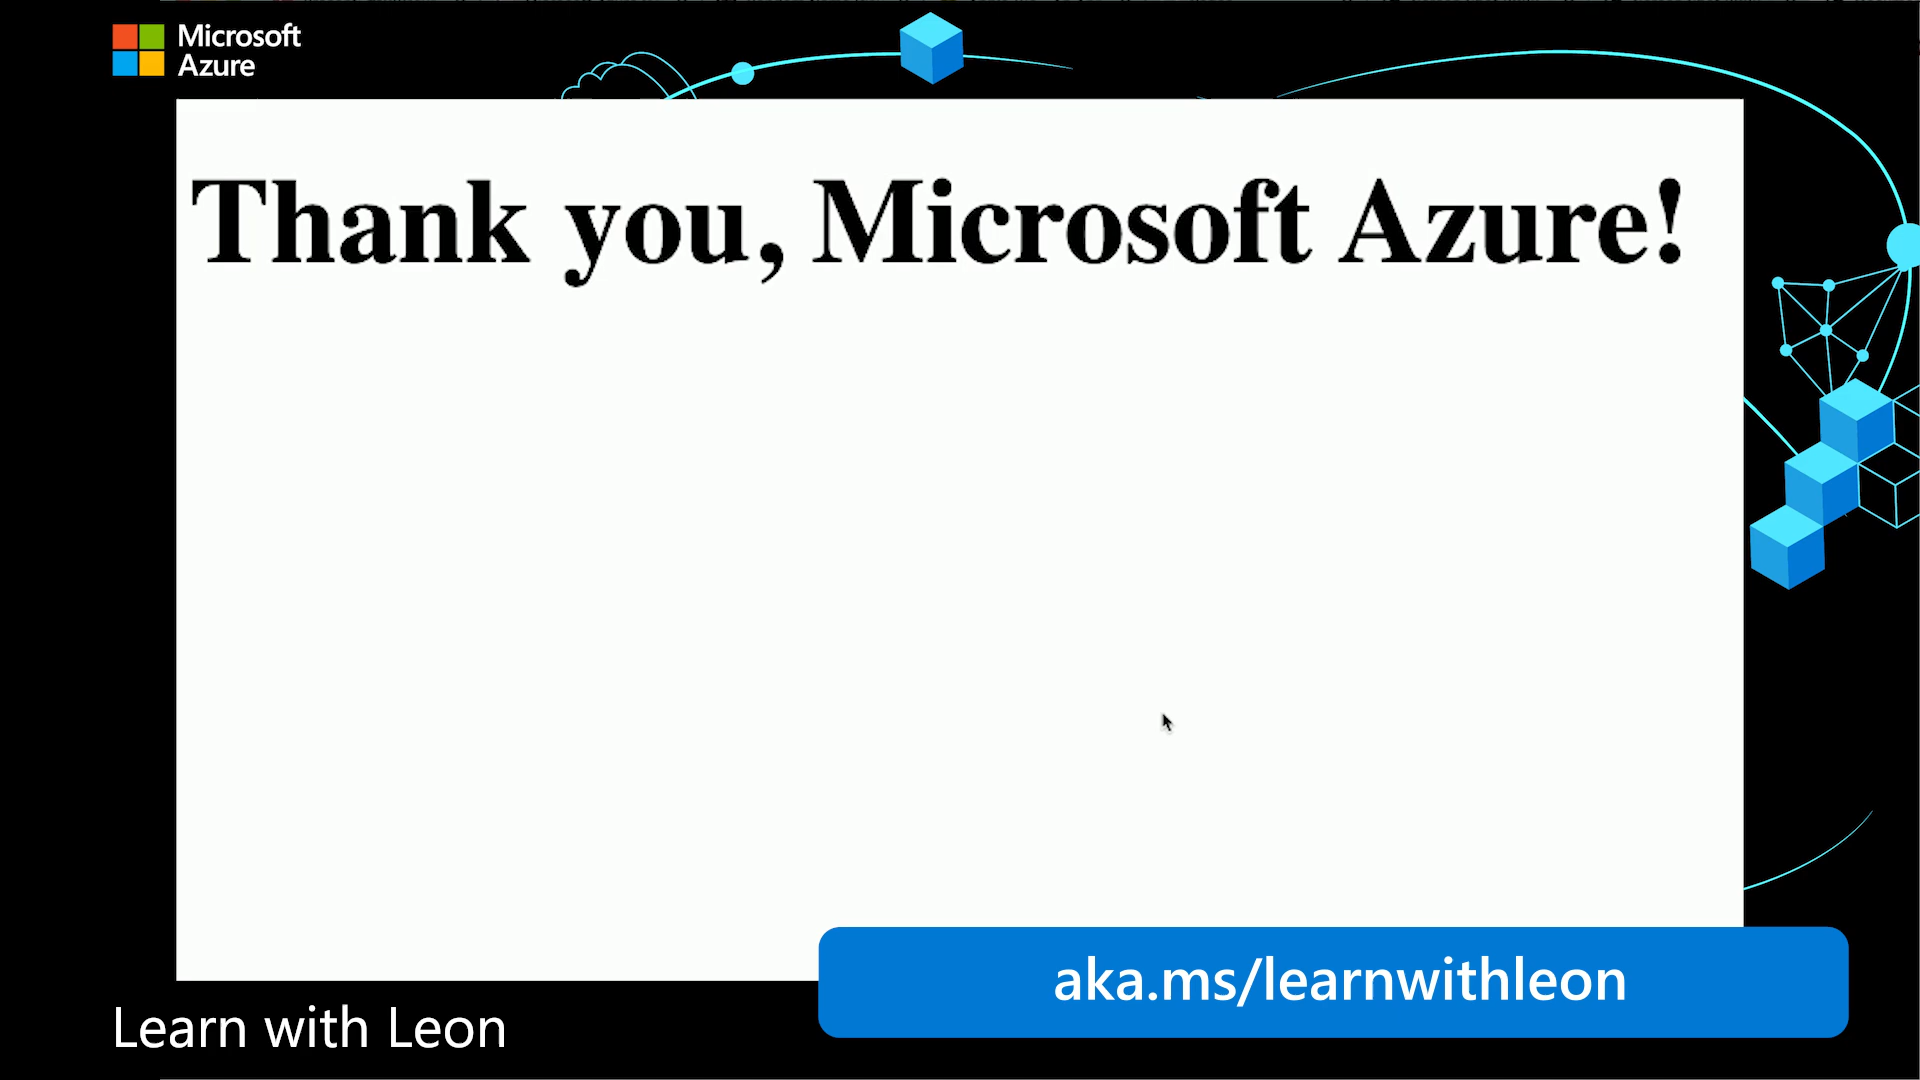 Microsoft
Azure
Thank you, Microsoft Azure!
aka.ms/learnwithleon
Learn with Leon